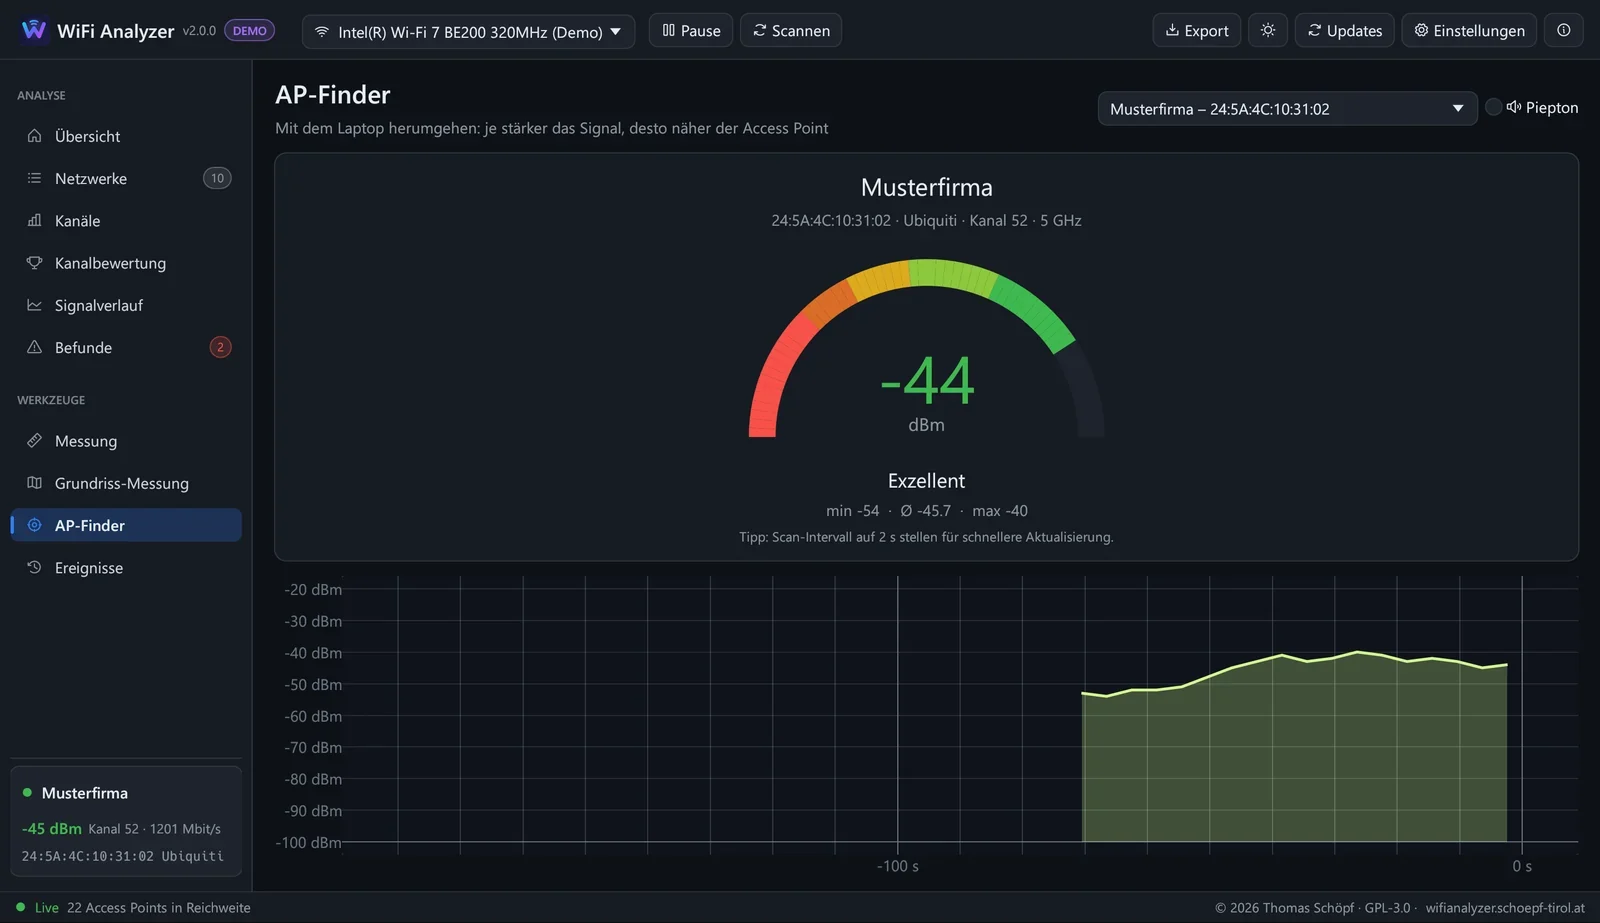 WiFi Analyzer v2.0.0 DEMO
Intel(R) Wi-Fi 7 BE200 320MHz (Demo)
Pause
Scannen
Export
Updates
Einstellungen
ANALYSE
Übersicht
Netzwerke 10
Kanäle
Kanalbewertung
Signalverlauf
Befunde 2
WERKZEUGE
Messung
Grundriss-Messung
AP-Finder
Ereignisse
Musterfirma
-45 dBm Kanal 52 · 1201 Mbit/s
24:5A:4C:10:31:02 Ubiquiti
AP-Finder
Mit dem Laptop herumgehen: je stärker das Signal, desto näher der Access Point
Musterfirma – 24:5A:4C:10:31:02
Piepton
Musterfirma
24:5A:4C:10:31:02 · Ubiquiti · Kanal 52 · 5 GHz
-44
dBm
Exzellent
min -54 · Ø -45.7 · max -40
Tipp: Scan-Intervall auf 2 s stellen für schnellere Aktualisierung.
-20 dBm
-30 dBm
-40 dBm
-50 dBm
-60 dBm
-70 dBm
-80 dBm
-90 dBm
-100 dBm
-100 s
0 s
Live 22 Access Points in Reichweite
© 2026 Thomas Schöpf · GPL-3.0 · wifianalyzer.schoepf-tirol.at